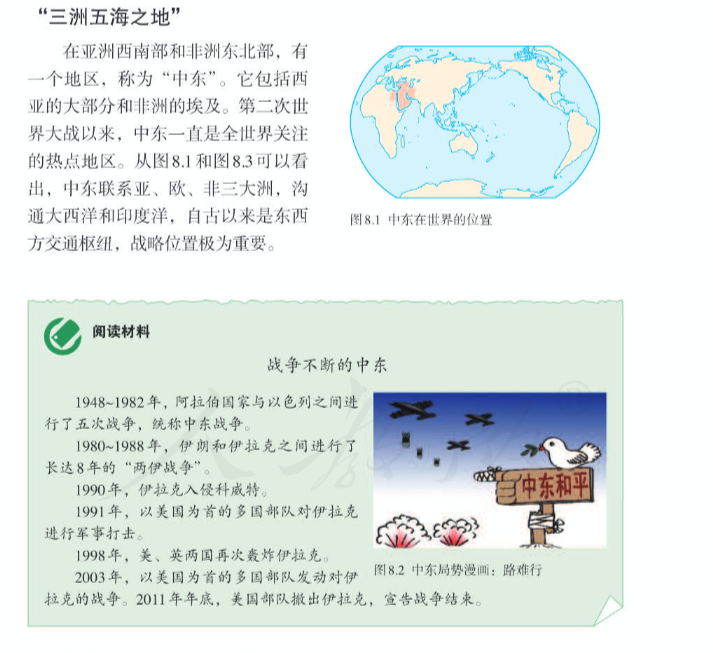 “三洲五海之地”
在亚洲西南部和非洲东北部，有
一个地区，称为“中东”。它包括西
亚的大部分和非洲的埃及。第二次世
界大战以来，中东一直是全世界关注
的热点地区。从图8.1和图8.3可以看
出，中东联系亚、欧、非三大洲，沟
通大西洋和印度洋，自古以来是东西
方交通枢纽，战略位置极为重要。
图8.1 中东在世界的位置
阅读材料
战争不断的中东
1948~1982年，阿拉伯国家与以色列之间进
行了五次战争，统称中东战争。
1980~1988年，伊朗和伊拉克之间进行了
长达8年的“两伊战争”。
1990年，伊拉克入侵科威特。
1991年，以美国为首的多国部队对伊拉克
进行军事打击。
1998年，美、英两国再次轰炸伊拉克。
2003年，以美国为首的多国部队发动对伊
拉克的战争。2011年年底，美国部队撤出伊拉克，宣告战争结束。
中东和平
图8.2 中东局势漫画：路难行